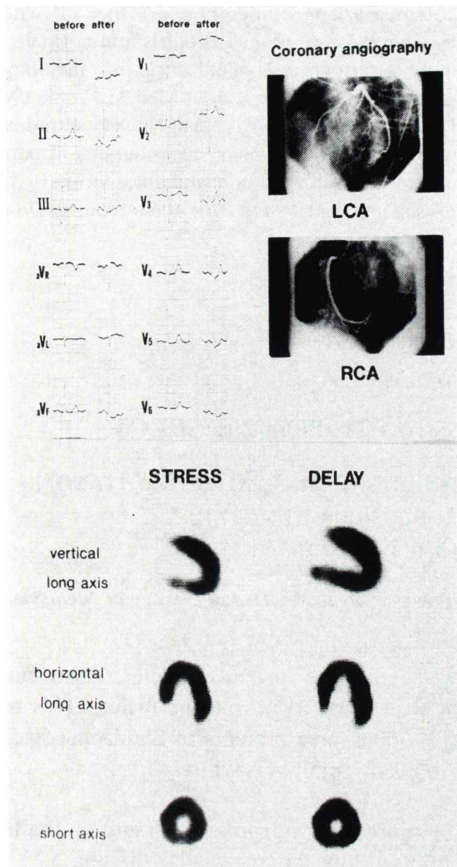 before after before after
I V₁
II V₂
III V₃
aVR V₄
aVL V₅
aVF V₆
Coronary angiography
LCA
RCA
STRESS DELAY
vertical
long axis
horizontal
long axis
short axis